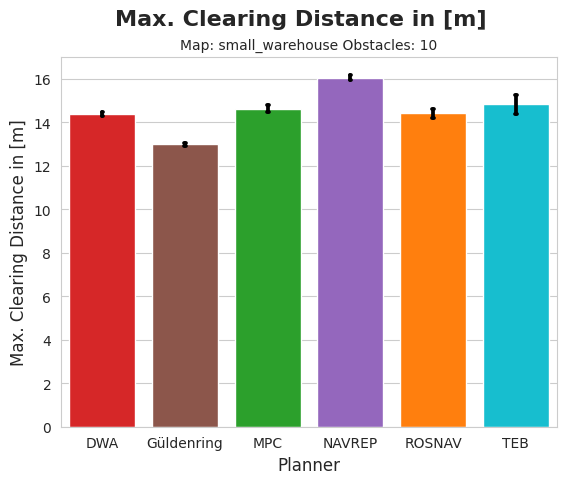 Max. Clearing Distance in [m]
Map: small_warehouse Obstacles: 10
Max. Clearing Distance in [m]
16
14
12
10
8
6
4
2
0
DWA Güldenring MPC NAVREP ROSNAV TEB
Planner